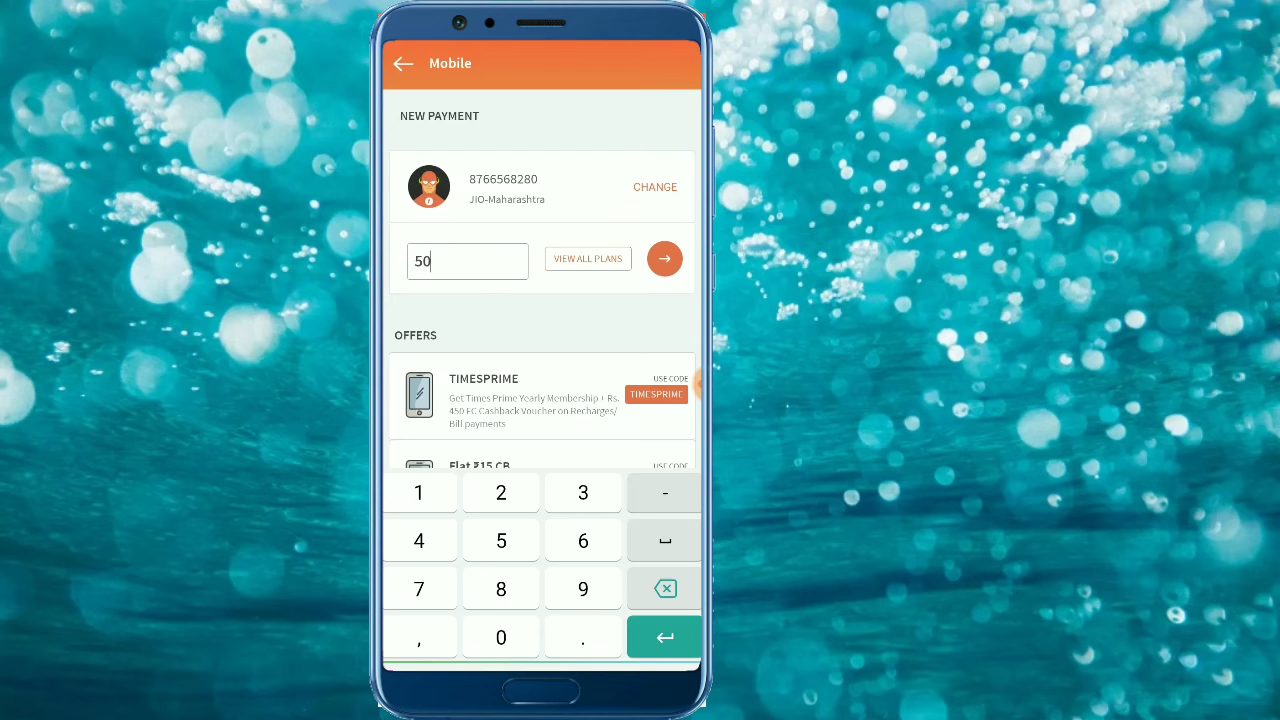 Mobile
NEW PAYMENT
8766568280
CHANGE
JIO-Maharashtra
50
VIEW ALL PLANS
OFFERS
TIMESPRIME
USE CODE
Get Times Prime Yearly Membership + Rs.
TIMESPRIME
450 FC Cashback Voucher on Recharges/
Bill payments
Flat ₹15 CB
USE CODE
1 2 3 -
4 5 6
7 8 9
, 0 .